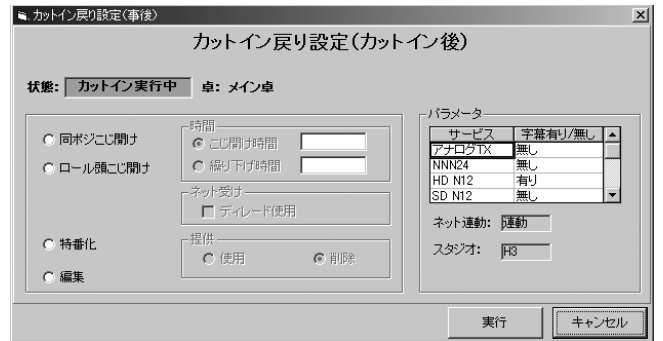 カットイン戻り設定(事後)
カットイン戻り設定(カットイン後)
状態: カットイン実行中 卓: メイン卓
同ポジこじ開け
ロール頭こじ開け
特番化
編集
時間
こじ開け時間
繰り下げ時間
ネット受け
ディレード使用
提供
使用 削除
パラメータ
サービス 字幕有り/無し
アナログTX 無し
NNN24 無し
HD N12 有り
SD N12 無し
ネット連動: 連動
スタジオ: H3
実行 キャンセル